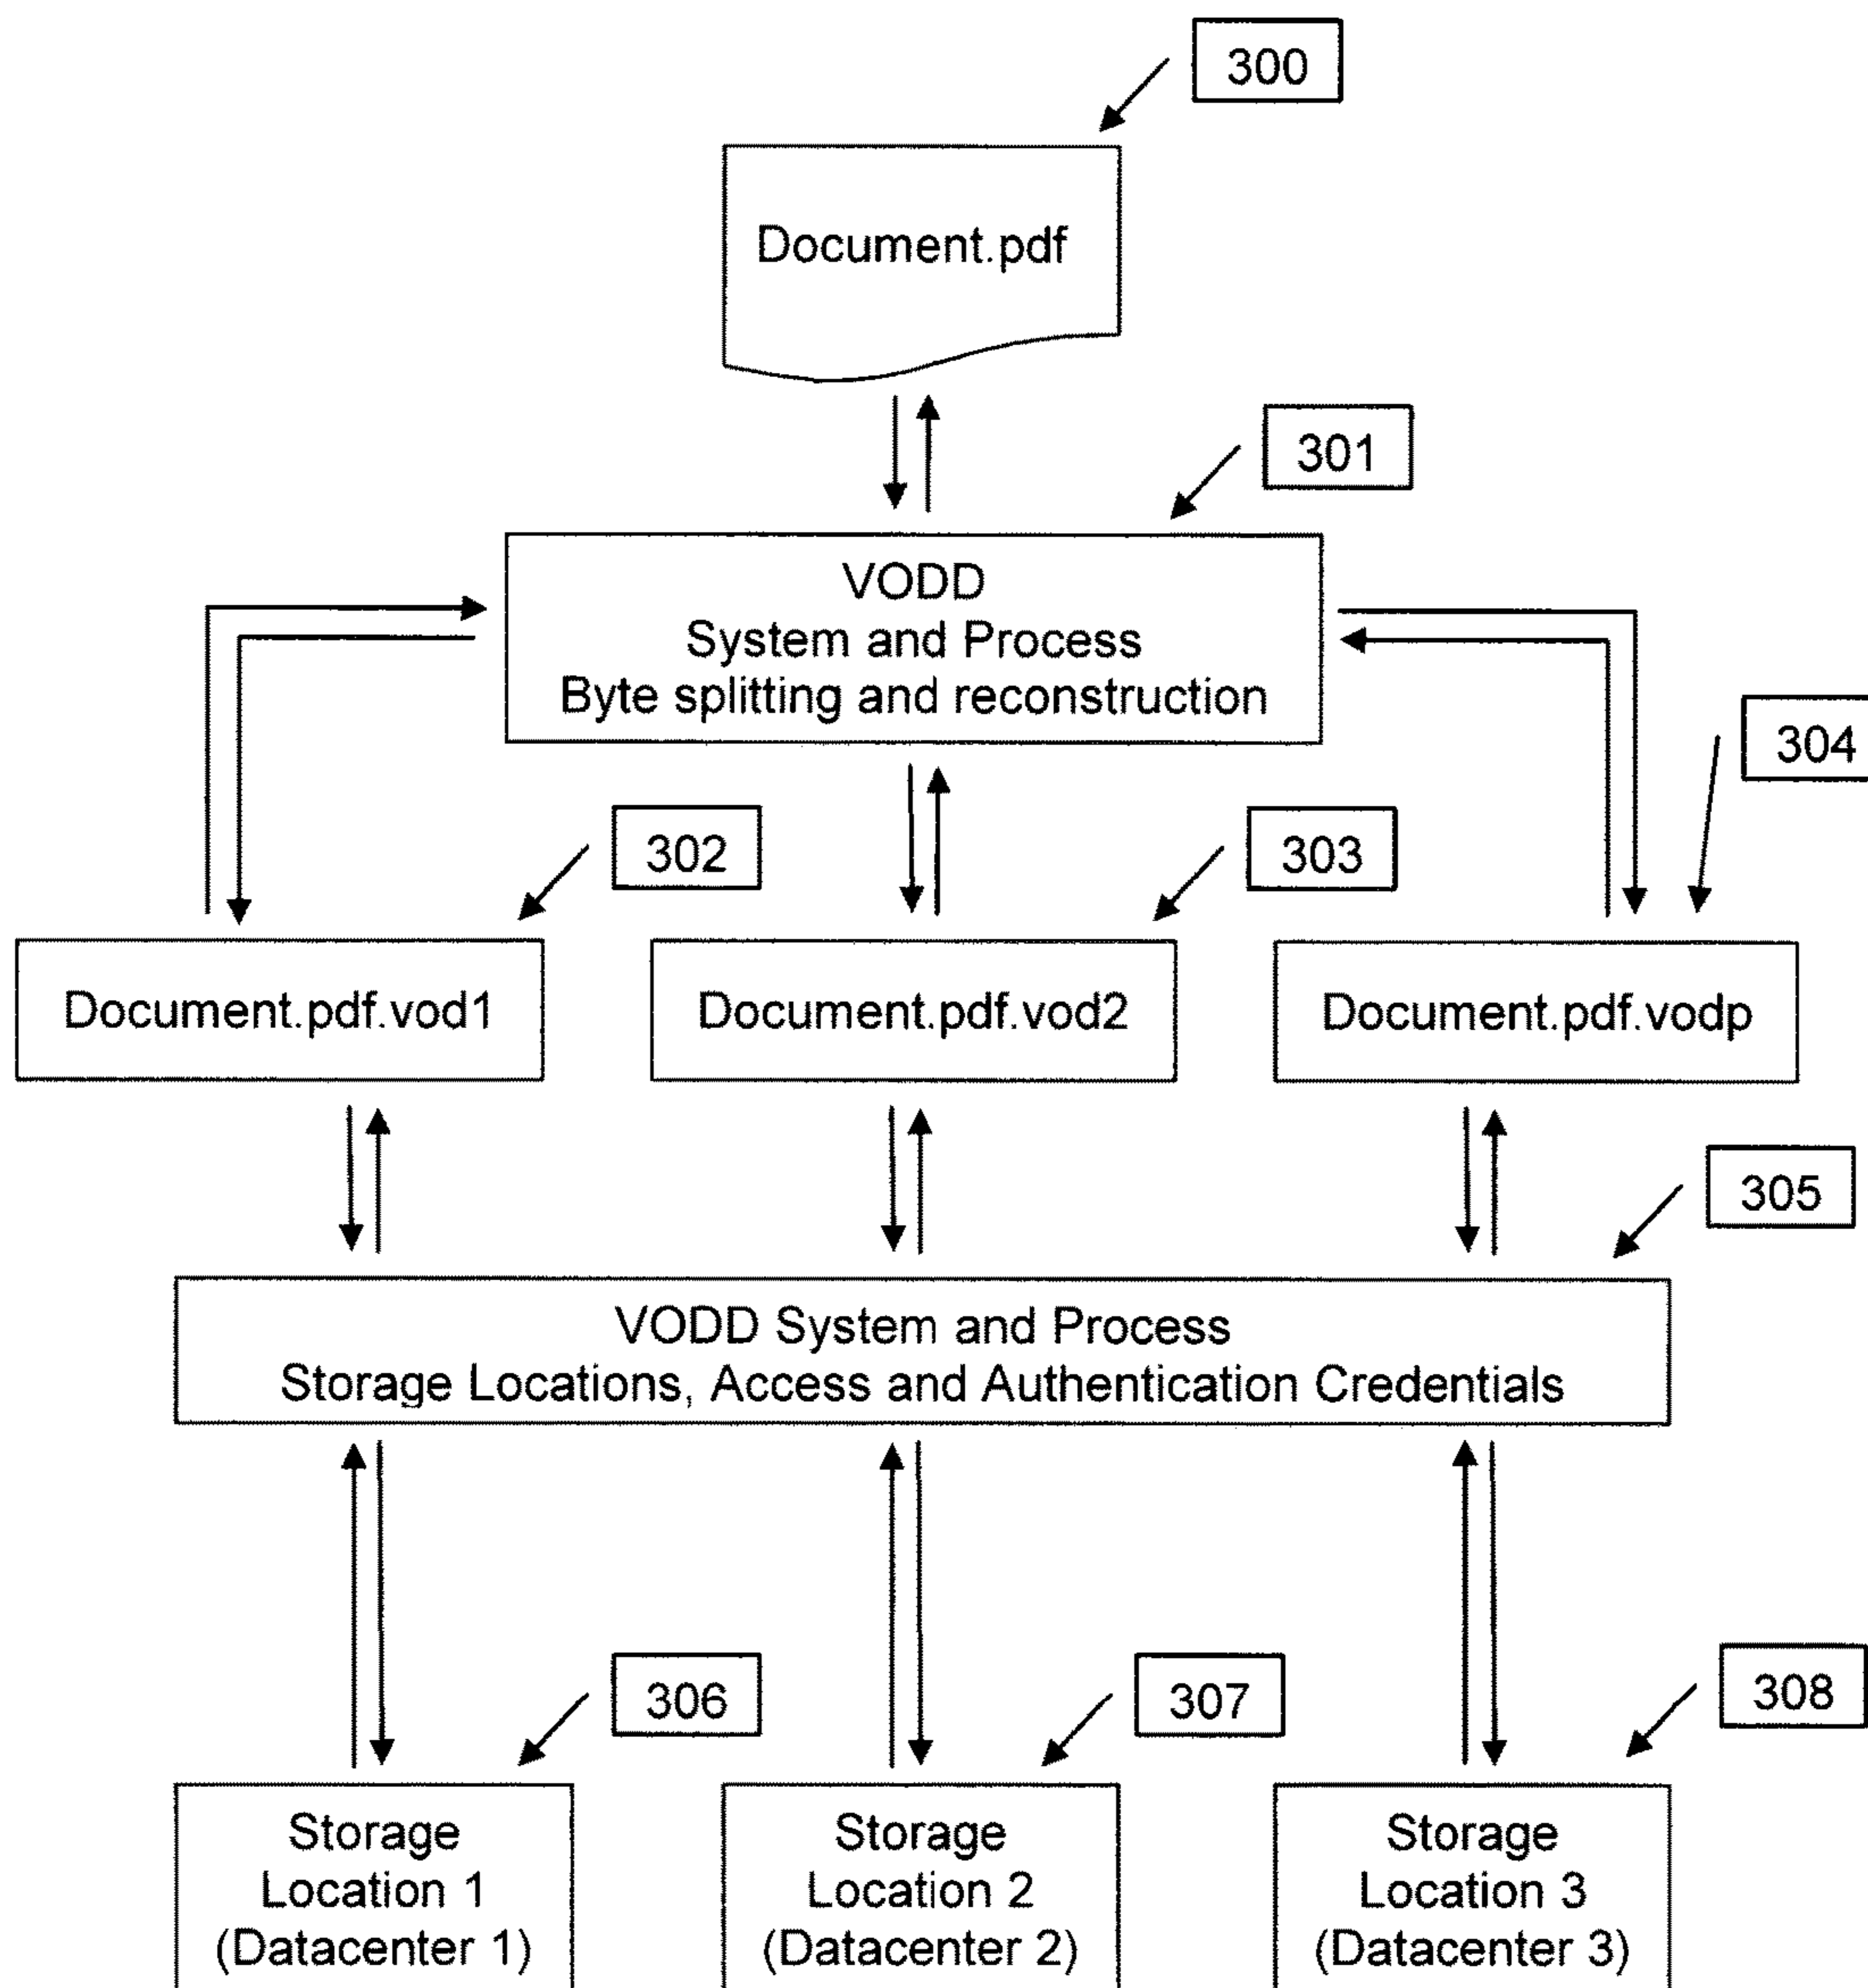 300
Document.pdf
301
VODD
System and Process
Byte splitting and reconstruction
304
302
303
Document.pdf.vod1
Document.pdf.vod2
Document.pdf.vodp
305
VODD System and Process
Storage Locations, Access and Authentication Credentials
306
307
308
Storage
Location 1
(Datacenter 1)
Storage
Location 2
(Datacenter 2)
Storage
Location 3
(Datacenter 3)